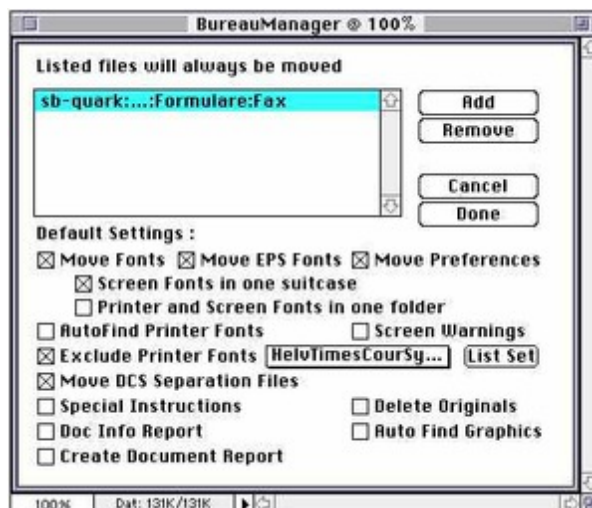 BureauManager @ 100%
Listed files will always be moved
sb-quark:...:Formulare:Fax
Add
Remove
Cancel
Done
Default Settings :
Move Fonts Move EPS Fonts Move Preferences
Screen Fonts in one suitcase
Printer and Screen Fonts in one folder
AutoFind Printer Fonts Screen Warnings
Exclude Printer Fonts HelvTimesCourSy... List Set
Move DCS Separation Files
Special Instructions Delete Originals
Doc Info Report Auto Find Graphics
Create Document Report
100% Dat: 131K/131K